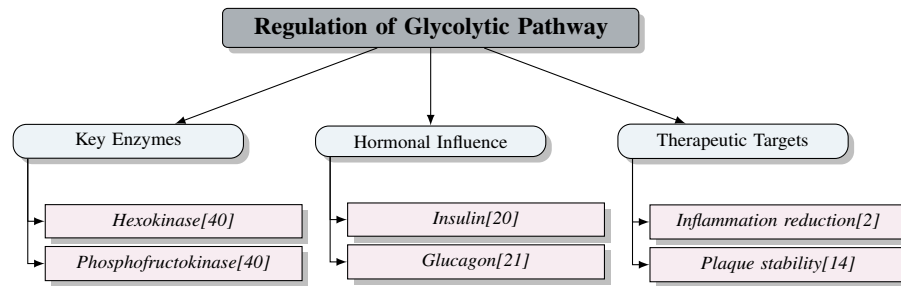 Regulation of Glycolytic Pathway
Key Enzymes
Hexokinase[40]
Phosphofructokinase[40]
Hormonal Influence
Insulin[20]
Glucagon[21]
Therapeutic Targets
Inflammation reduction[2]
Plaque stability[14]